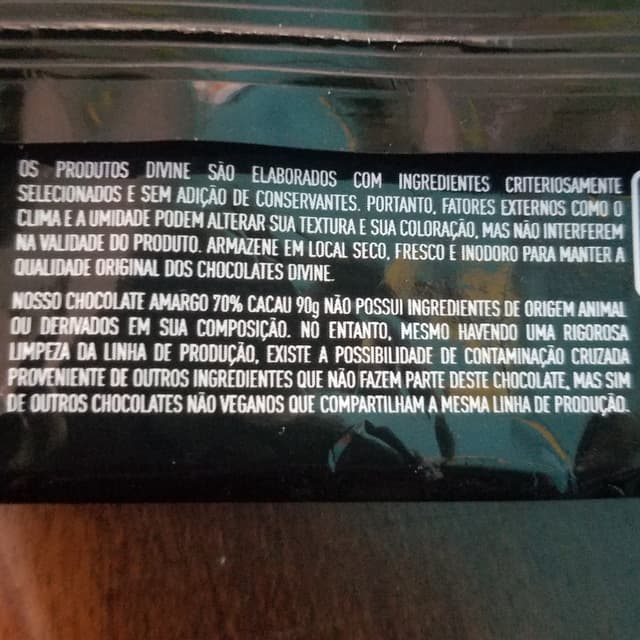 OS PRODUTOS DIVINE SÃO ELABORADOS COM INGREDIENTES CRITERIOSAMENTE
SELECIONADOS E SEM ADIÇÃO DE CONSERVANTES. PORTANTO, FATORES EXTERNOS COMO O
CLIMA E A UMIDADE PODEM ALTERAR SUA TEXTURA E SUA COLORAÇÃO, MAS NÃO INTERFEREM
NA VALIDADE DO PRODUTO. ARMAZENE EM LOCAL SECO, FRESCO E INODORO PARA MANTER A
QUALIDADE ORIGINAL DOS CHOCOLATES DIVINE.
NOSSO CHOCOLATE AMARGO 70% CACAU 90g NÃO POSSUI INGREDIENTES DE ORIGEM ANIMAL
OU DERIVADOS EM SUA COMPOSIÇÃO. NO ENTANTO, MESMO HAVENDO UMA RIGOROSA
LIMPEZA DA LINHA DE PRODUÇÃO, EXISTE A POSSIBILIDADE DE CONTAMINAÇÃO CRUZADA
PROVENIENTE DE OUTROS INGREDIENTES QUE NÃO FAZEM PARTE DESTE CHOCOLATE, MAS SIM
DE OUTROS CHOCOLATES NÃO VEGANOS QUE COMPARTILHAM A MESMA LINHA DE PRODUÇÃO.